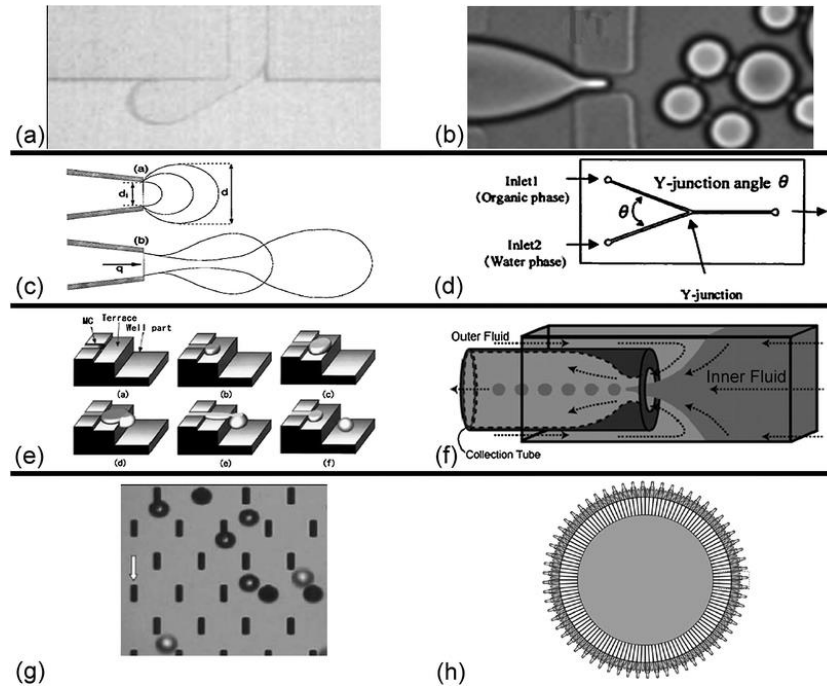 (a)
(b)
(a)
d₁
d
(b)
q
(c)
Inlet1
(Organic phase)
Y-junction angle θ
θ
Inlet2
(Water phase)
Y-junction
(d)
MC
Terrace
Well part
(a)
(b)
(c)
(d)
(e)
(f)
(e)
Outer Fluid
Inner Fluid
Collection Tube
(f)
(g)
(h)